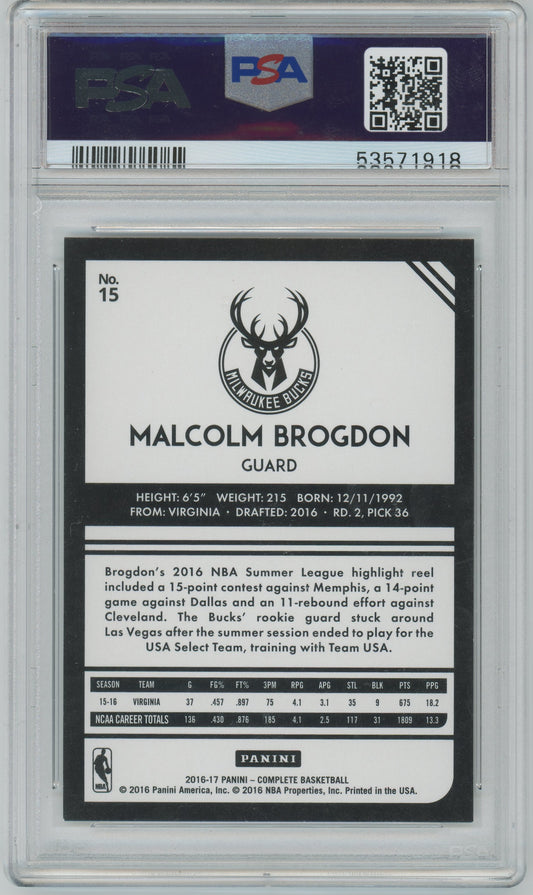 PSA
PSA
53571918
No.
15
MILWAUKEE BUCKS
MALCOLM BROGDON
GUARD
HEIGHT: 6'5" WEIGHT: 215 BORN: 12/11/1992
FROM: VIRGINIA • DRAFTED: 2016 • RD. 2, PICK 36
Brogdon's 2016 NBA Summer League highlight reel
included a 15-point contest against Memphis, a 14-point
game against Dallas and an 11-rebound effort against
Cleveland. The Bucks' rookie guard stuck around
Las Vegas after the summer session ended to play for the
USA Select Team, training with Team USA.
SEASON TEAM G FG% FT% 3PM RPG APG STL BLK PTS PPG
15-16 VIRGINIA 37 .457 .897 75 4.1 3.1 35 9 675 18.2
NCAA CAREER TOTALS 136 .430 .876 185 4.1 2.5 117 31 1809 13.3
NBA
PANINI
2016-17 PANINI – COMPLETE BASKETBALL
© 2016 Panini America, Inc. © 2016 NBA Properties, Inc. Printed in the USA.
PSA
PSA